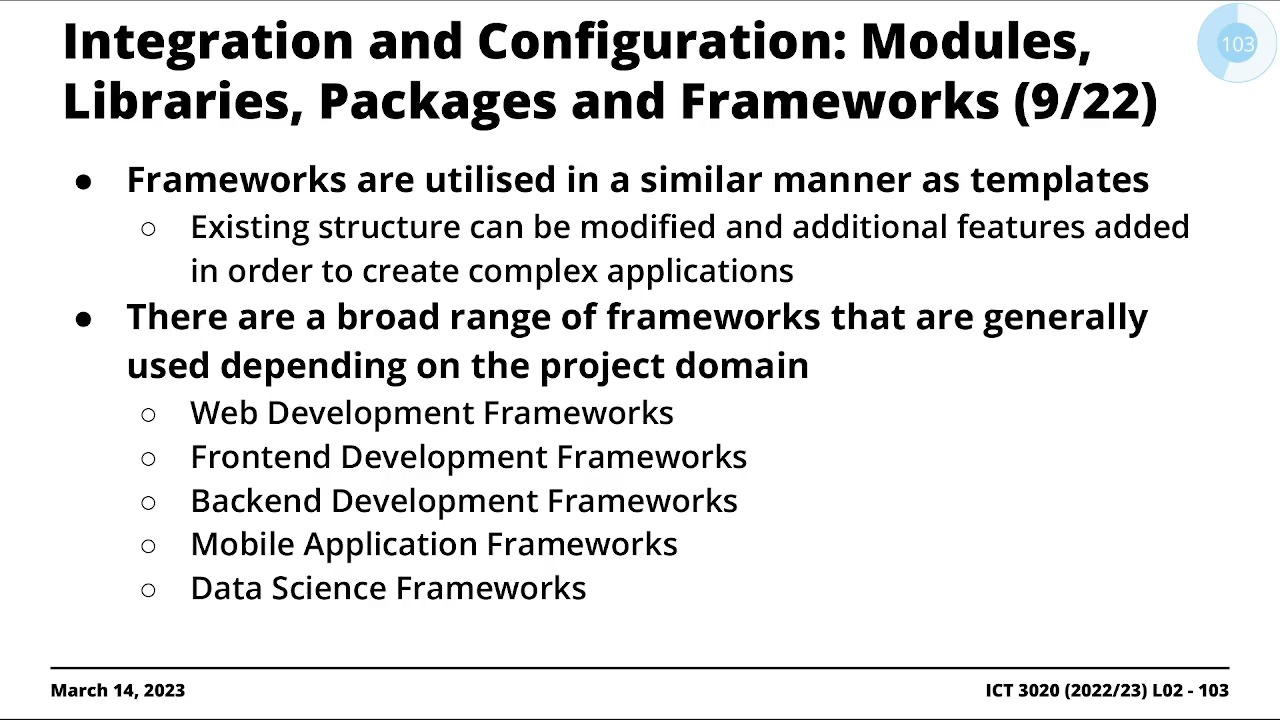 Integration and Configuration: Modules,
Libraries, Packages and Frameworks (9/22)
103
● Frameworks are utilised in a similar manner as templates
○ Existing structure can be modified and additional features added
in order to create complex applications
● There are a broad range of frameworks that are generally
used depending on the project domain
○ Web Development Frameworks
○ Frontend Development Frameworks
○ Backend Development Frameworks
○ Mobile Application Frameworks
○ Data Science Frameworks
March 14, 2023
ICT 3020 (2022/23) L02 - 103